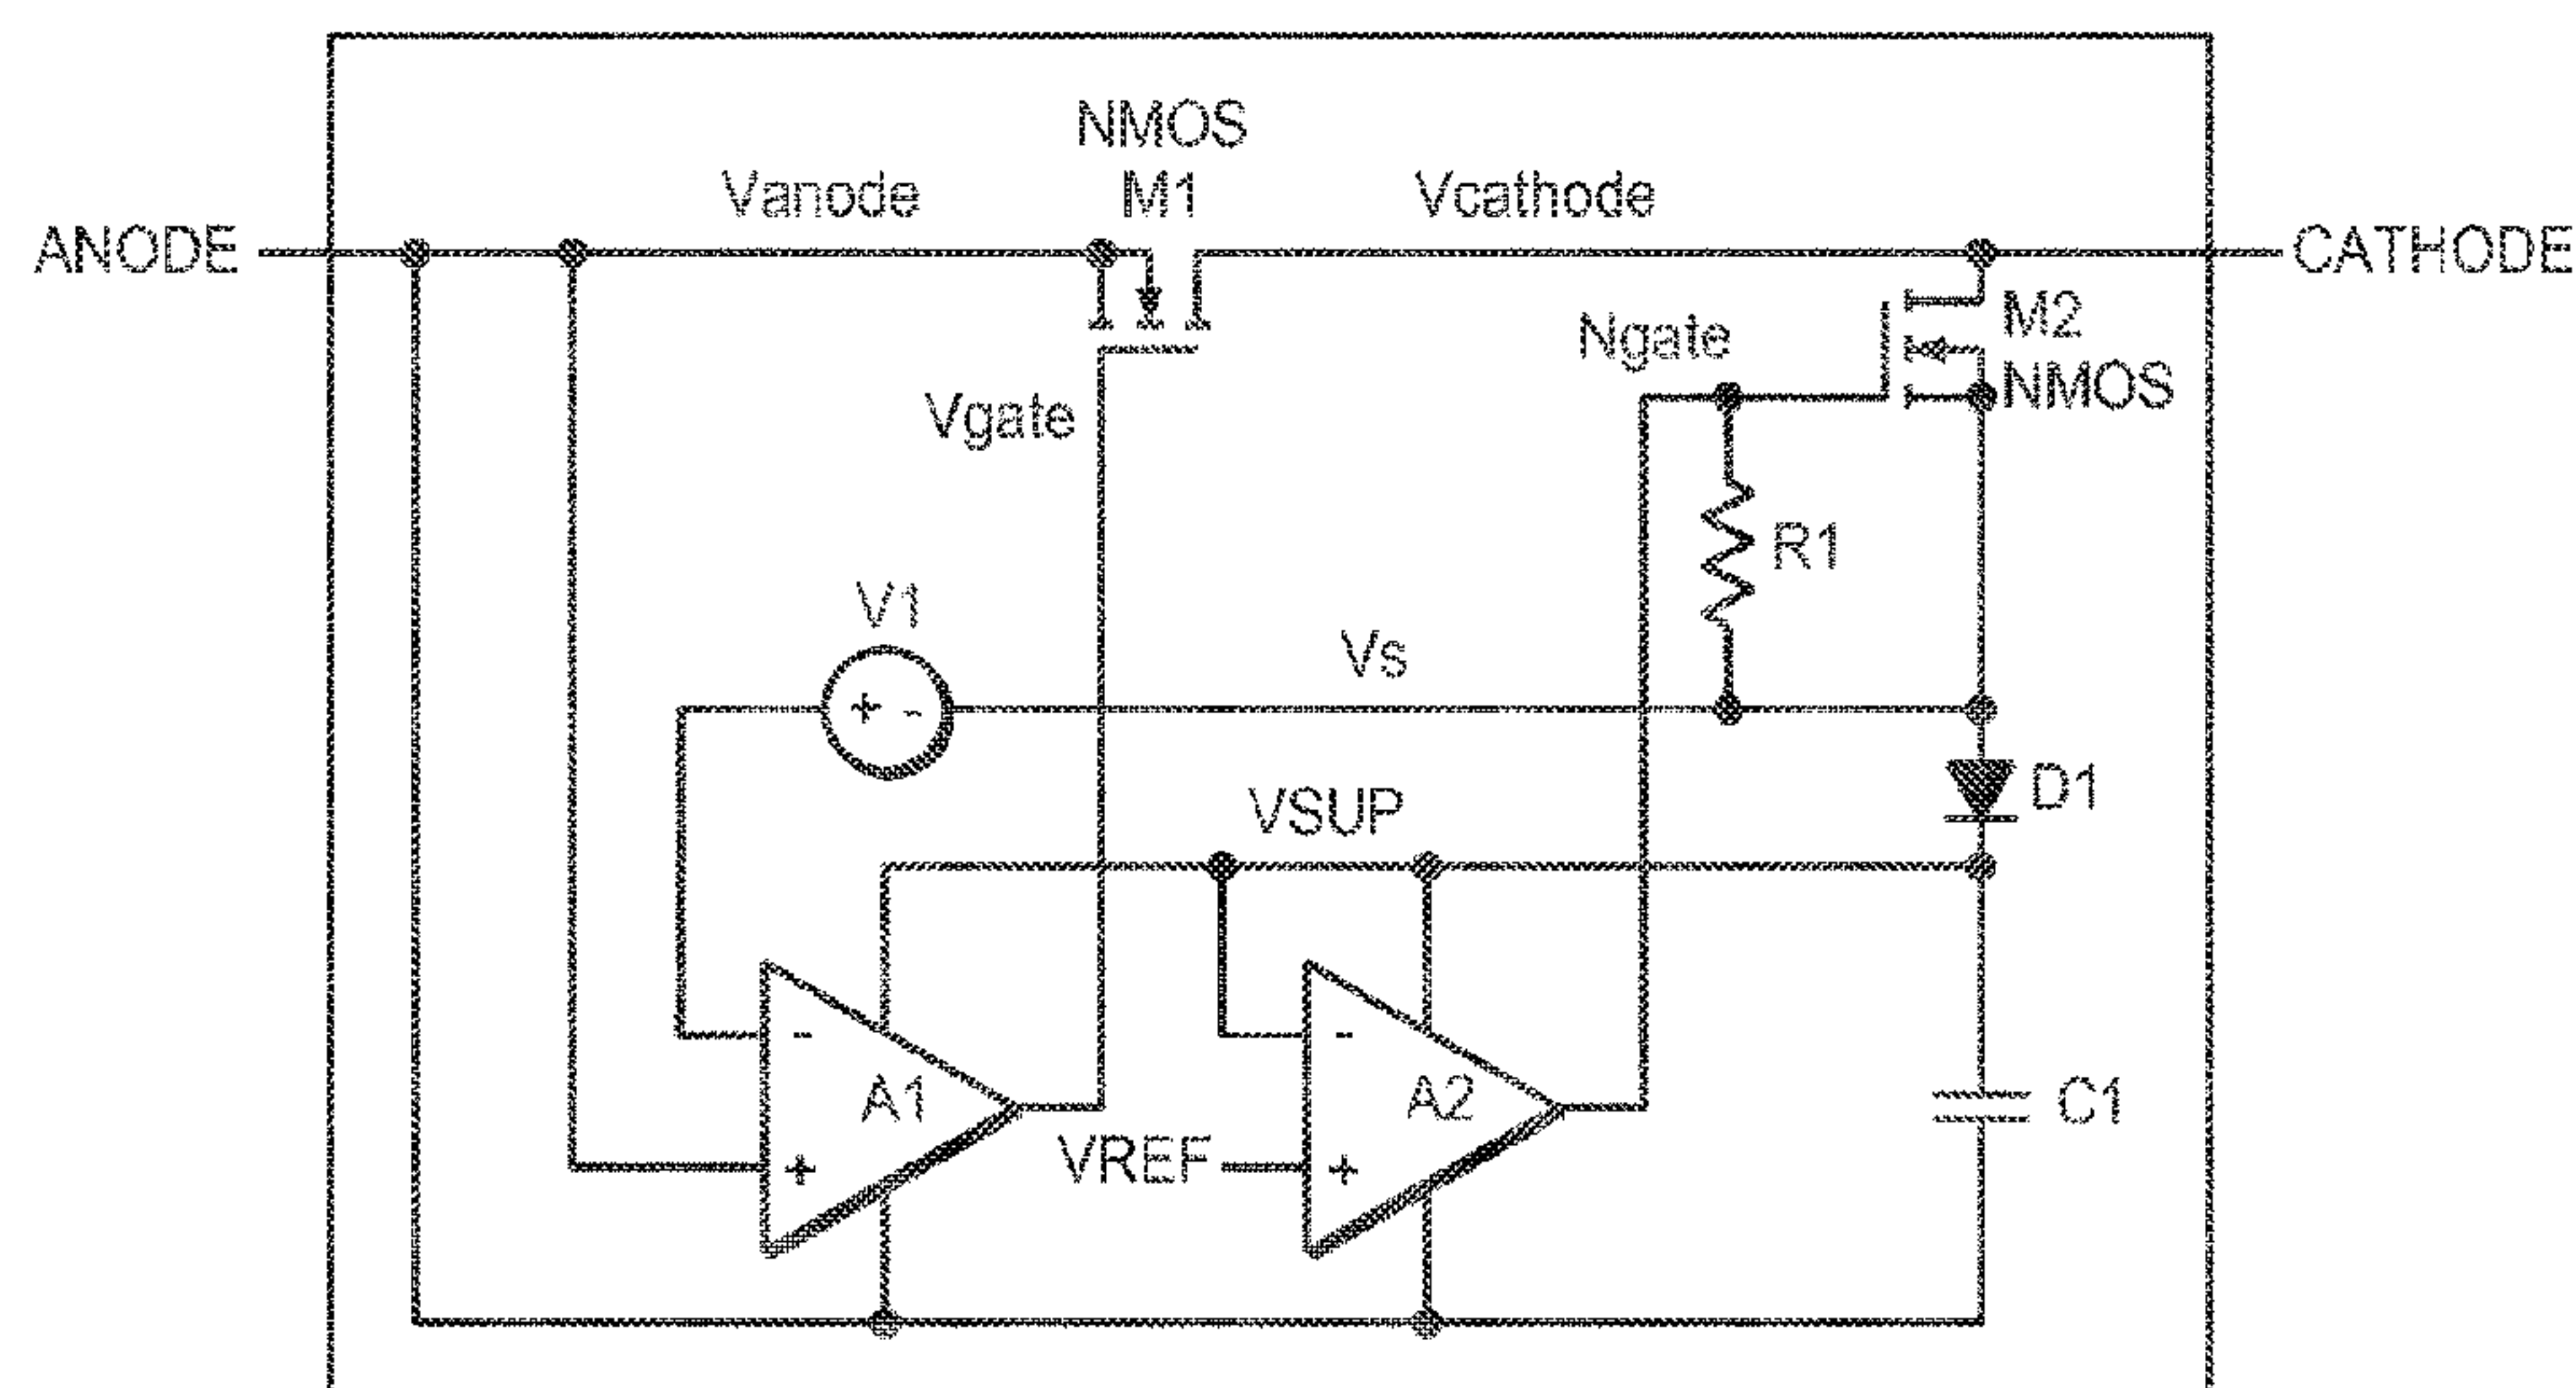 NMOS
Vanode M1 Vcathode
ANODE CATHODE
M2
Ngate
NMOS
Vgate
R1
V1
Vs
+ -
D1
VSUP
- -
A1 A2 C1
VREF
+ +